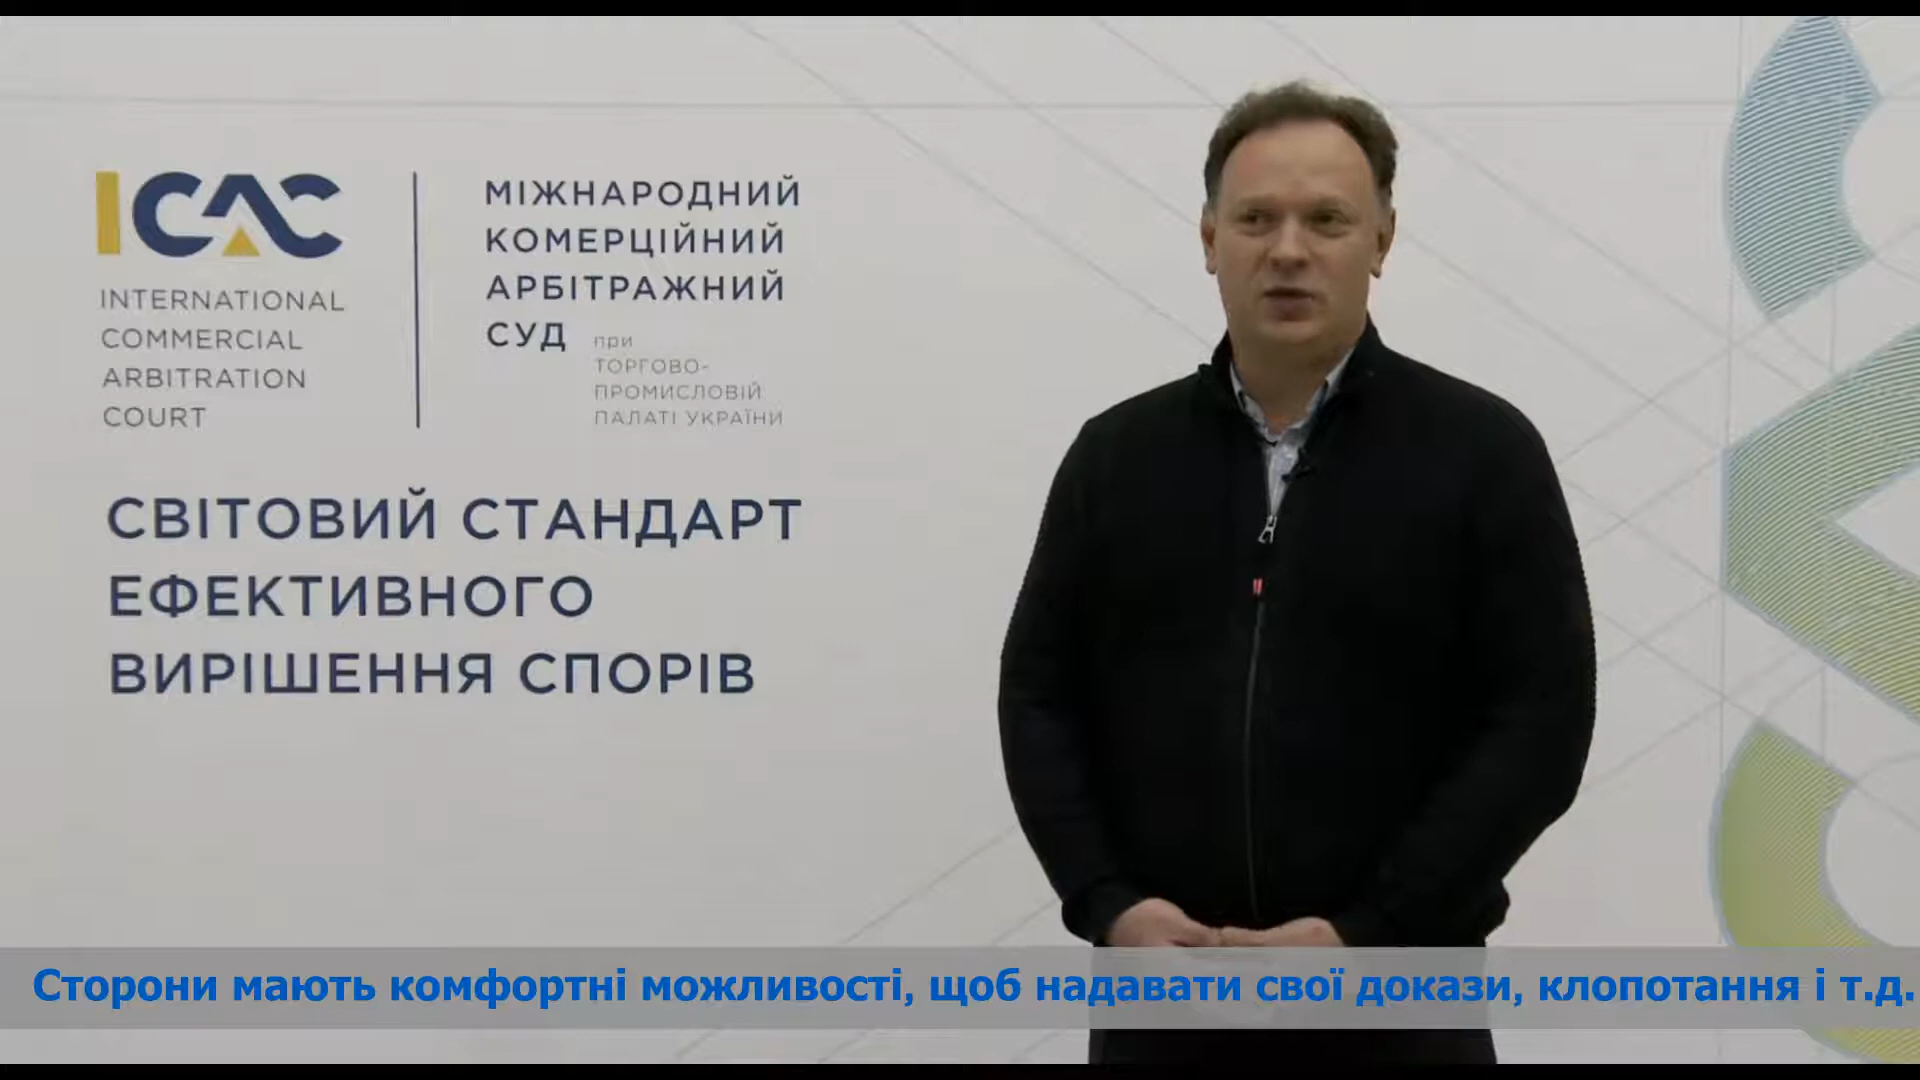 ICAC
INTERNATIONAL
COMMERCIAL
ARBITRATION
COURT
МІЖНАРОДНИЙ
КОМЕРЦІЙНИЙ
АРБІТРАЖНИЙ
СУД
при
ТОРГОВО-
ПРОМИСЛОВІЙ
ПАЛАТІ УКРАЇНИ
СВІТОВИЙ СТАНДАРТ
ЕФЕКТИВНОГО
ВИРІШЕННЯ СПОРІВ
Сторони мають комфортні можливості, щоб надавати свої докази, клопотання і т.д.